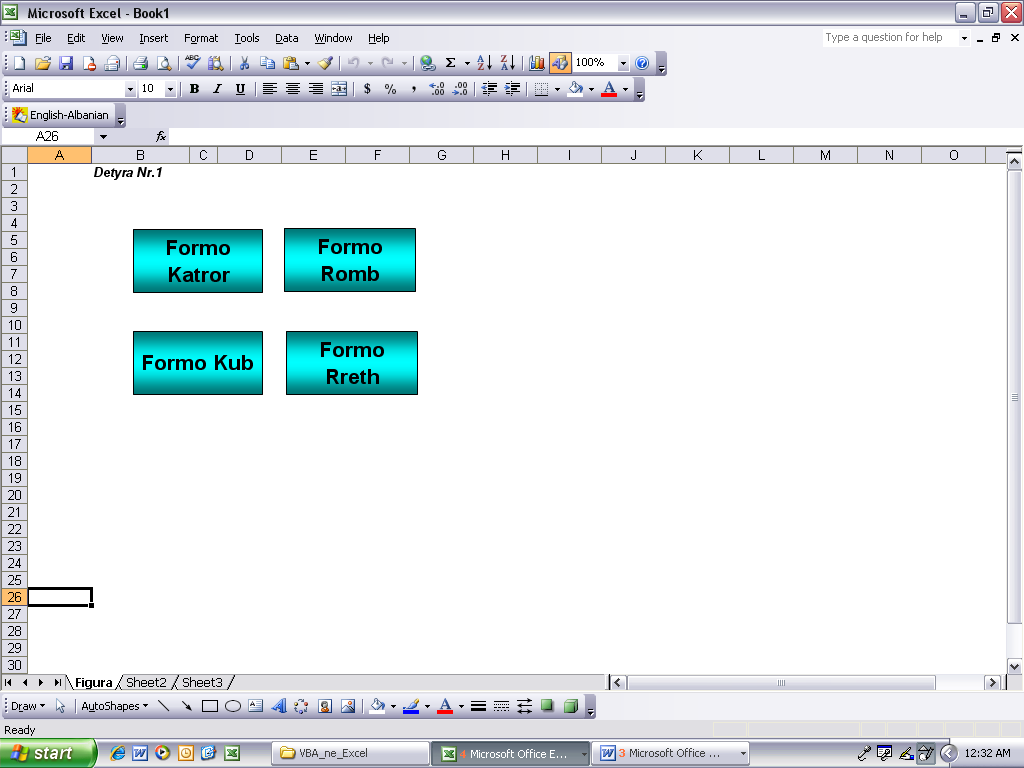 Microsoft Excel - Book1
File Edit View Insert Format Tools Data Window Help
Type a question for help
100%
Arial 10 B I U $ % ,
English-Albanian
A26 fx
A B C D E F G H I J K L M N O
1 Detyra Nr.1
2
3
4
5
6
7
8
9
10
11
12
13
14
15
16
17
18
19
20
21
22
23
24
25
26
27
28
29
30
Formo
Katror
Formo
Romb
Formo Kub
Formo
Rreth
Figura Sheet2 Sheet3
Draw AutoShapes
Ready
start VBA_ne_Excel 4 Microsoft Office E... 3 Microsoft Office ... 12:32 AM